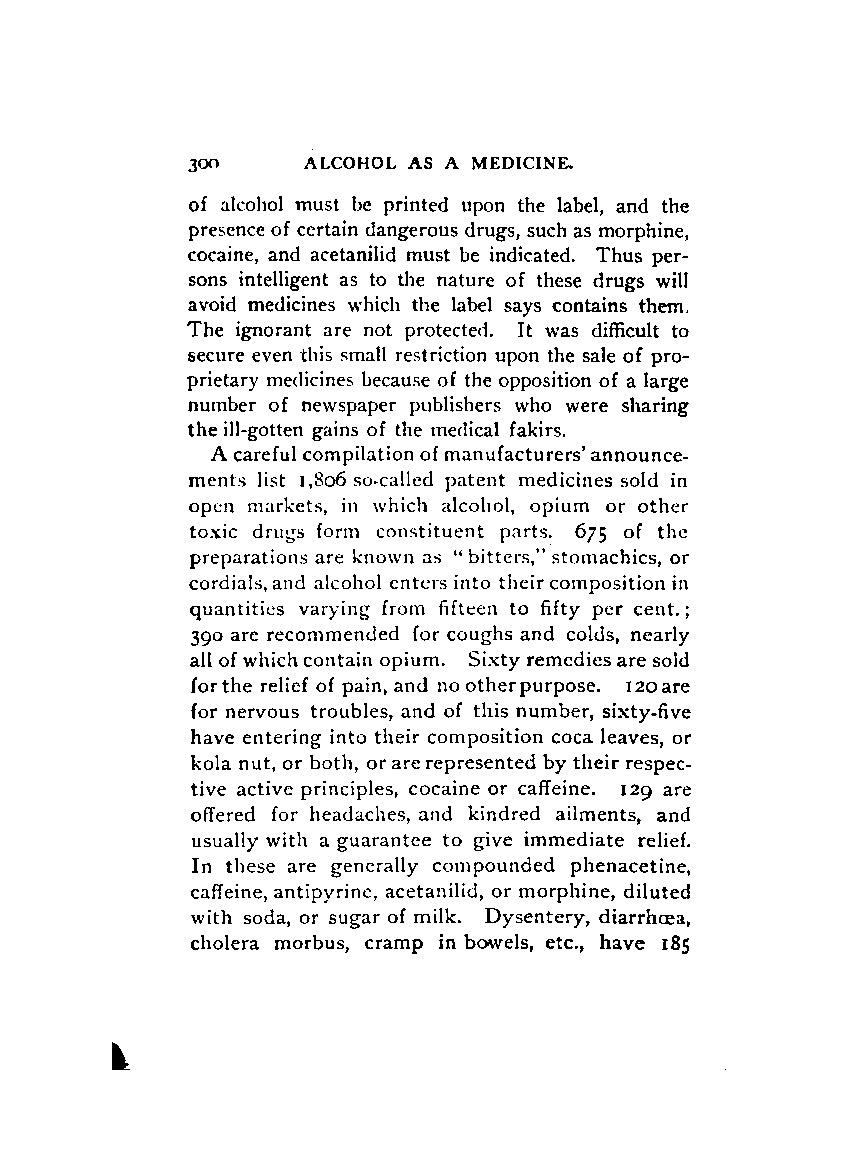 300 ALCOHOL AS A MEDICINE.
of alcohol must be printed upon the label, and the
presence of certain dangerous drugs, such as morphine,
cocaine, and acetanilid must be indicated. Thus per-
sons intelligent as to the nature of these drugs will
avoid medicines which the label says contains them.
The ignorant are not protected. It was difficult to
secure even this small restriction upon the sale of pro-
prietary medicines because of the opposition of a large
number of newspaper publishers who were sharing
the ill-gotten gains of the medical fakirs.
A careful compilation of manufacturers' announce-
ments list 1,806 so-called patent medicines sold in
open markets, in which alcohol, opium or other
toxic drugs form constituent parts. 675 of the
preparations are known as "bitters," stomachics, or
cordials, and alcohol enters into their composition in
quantities varying from fifteen to fifty per cent.;
390 are recommended for coughs and colds, nearly
all of which contain opium. Sixty remedies are sold
for the relief of pain, and no other purpose. 120 are
for nervous troubles, and of this number, sixty-five
have entering into their composition coca leaves, or
kola nut, or both, or are represented by their respec-
tive active principles, cocaine or caffeine. 129 are
offered for headaches, and kindred ailments, and
usually with a guarantee to give immediate relief.
In these are generally compounded phenacetine,
caffeine, antipyrine, acetanilid, or morphine, diluted
with soda, or sugar of milk. Dysentery, diarrhœa,
cholera morbus, cramp in bowels, etc., have 185